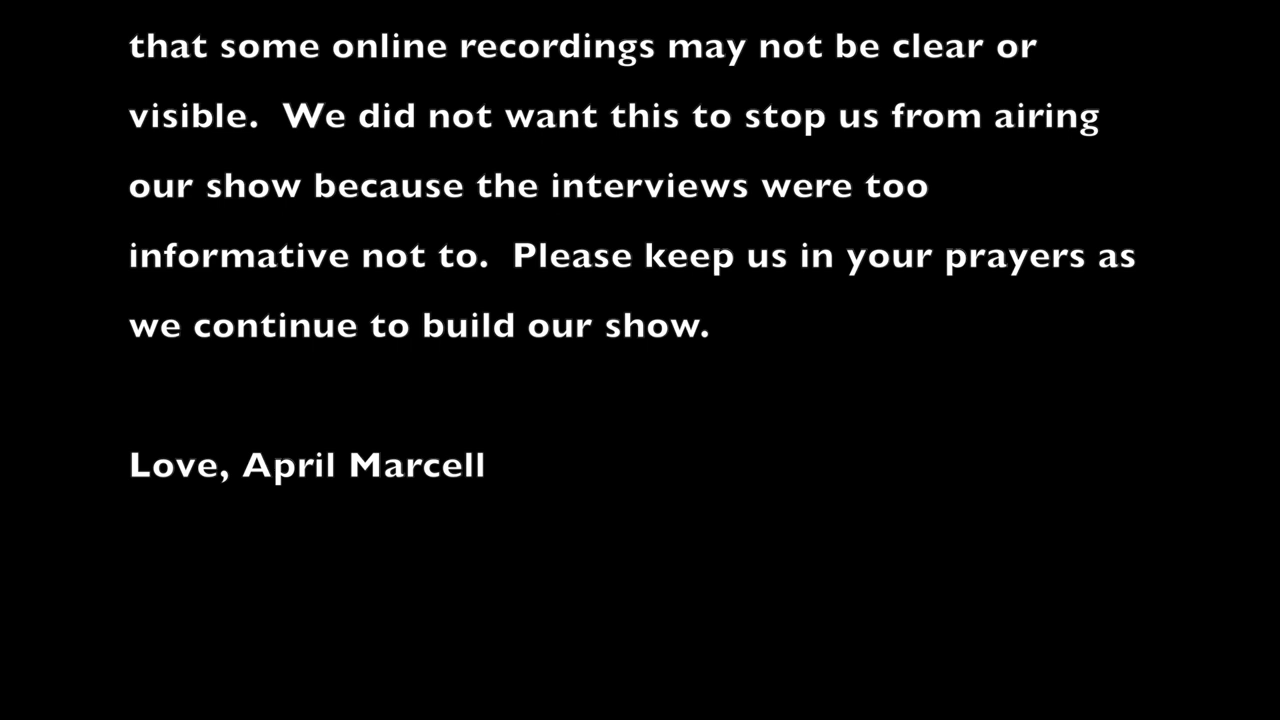 that some online recordings may not be clear or
visible.  We did not want this to stop us from airing
our show because the interviews were too
informative not to.  Please keep us in your prayers as
we continue to build our show.
Love, April Marcell